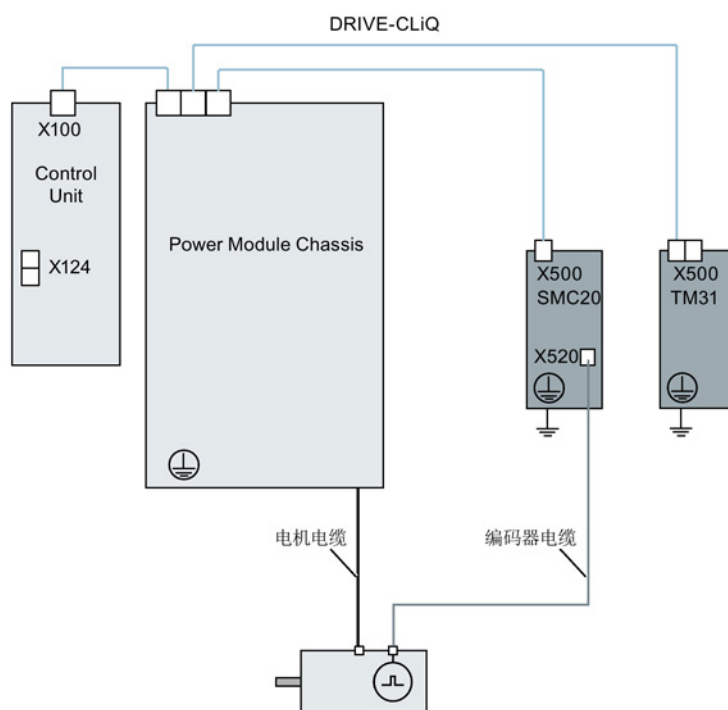 DRIVE-CLiQ
X100
Control
Unit
X124
Power Module Chassis
X500
SMC20
X520
X500
TM31
电机电缆
编码器电缆